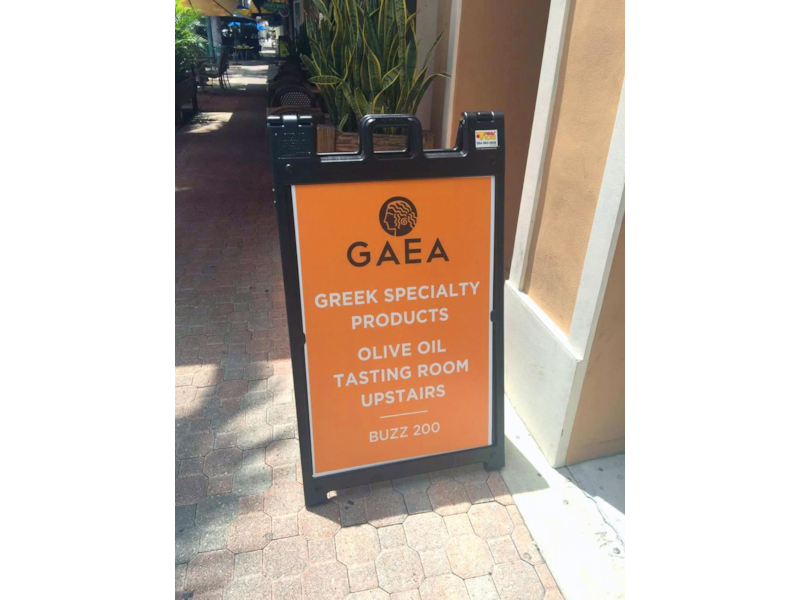 GAEA
GREEK SPECIALTY
PRODUCTS
OLIVE OIL
TASTING ROOM
UPSTAIRS
BUZZ 200